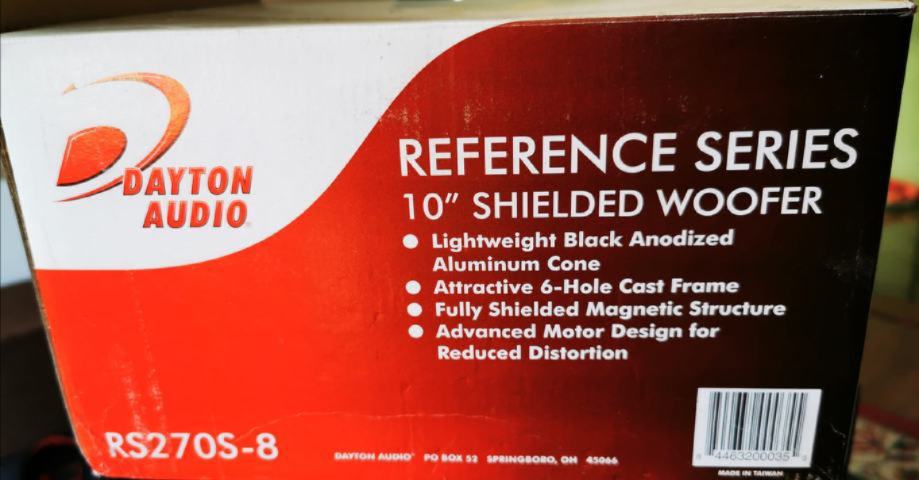 DAYTON
AUDIO
REFERENCE SERIES
10" SHIELDED WOOFER
● Lightweight Black Anodized
Aluminum Cone
● Attractive 6-Hole Cast Frame
● Fully Shielded Magnetic Structure
● Advanced Motor Design for
Reduced Distortion
RS270S-8
DAYTON AUDIO® PO BOX 52 SPRINGBORO, OH 45066
4463200035
MADE IN TAIWAN